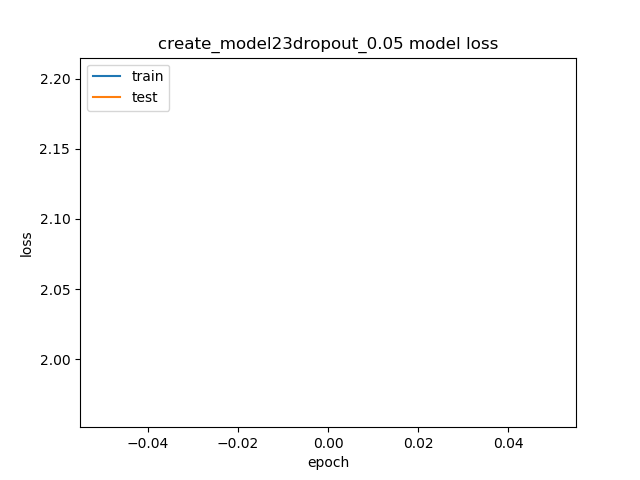 create_model23dropout_0.05 model loss
train
test
2.20
2.15
2.10
2.05
2.00
loss
−0.04 −0.02 0.00 0.02 0.04
epoch